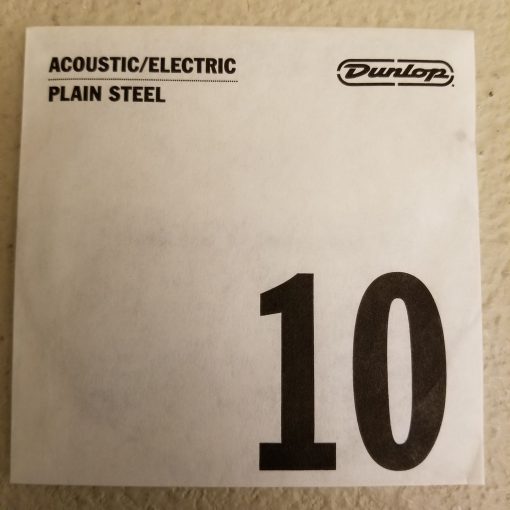 ACOUSTIC/ELECTRIC
PLAIN STEEL
Dunlop
10